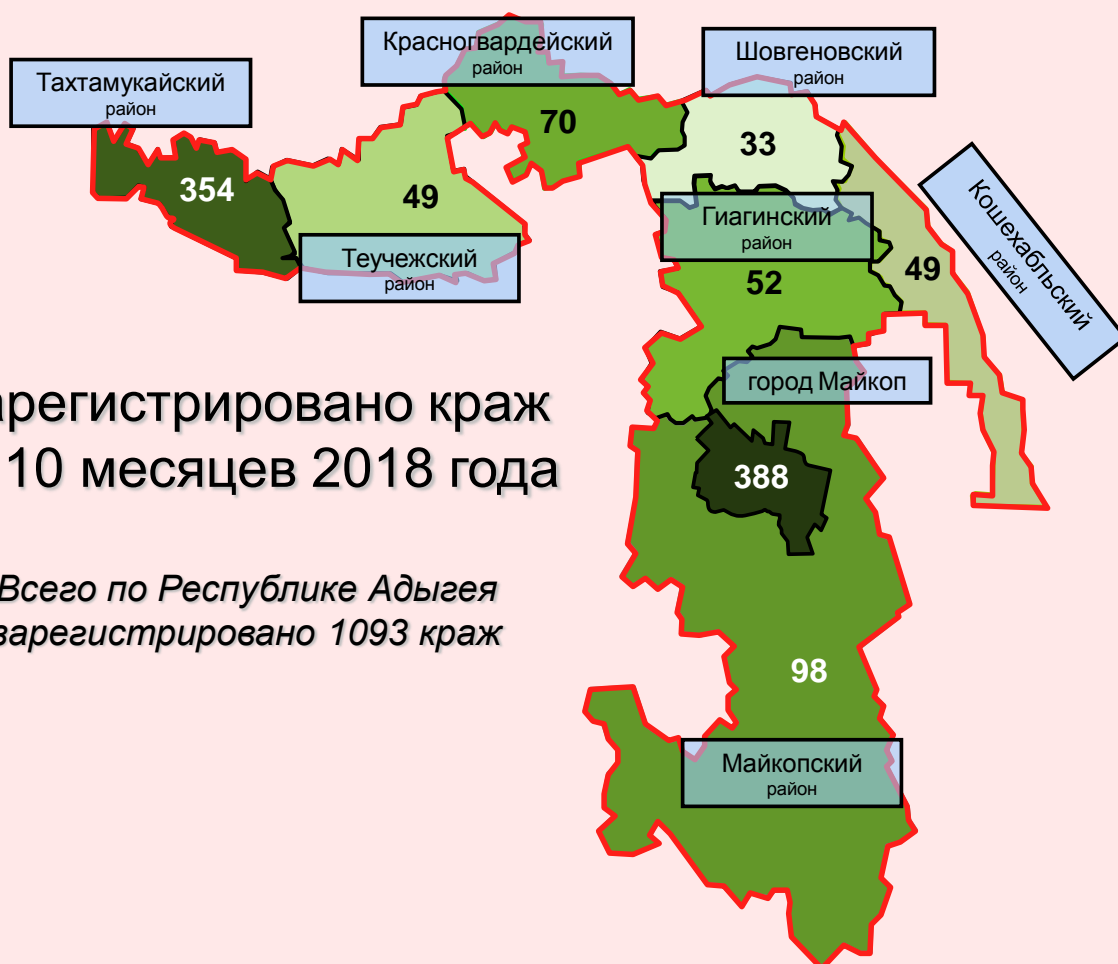 Красногвардейский
район
Шовгеновский
район
Тахтамукайский
район
70
33
354
49
Кошехабльский
район
Гиагинский
район
Теучежский
район
49
52
город Майкоп
арегистрировано краж
10 месяцев 2018 года
388
Всего по Республике Адыгея
зарегистрировано 1093 краж
98
Майкопский
район